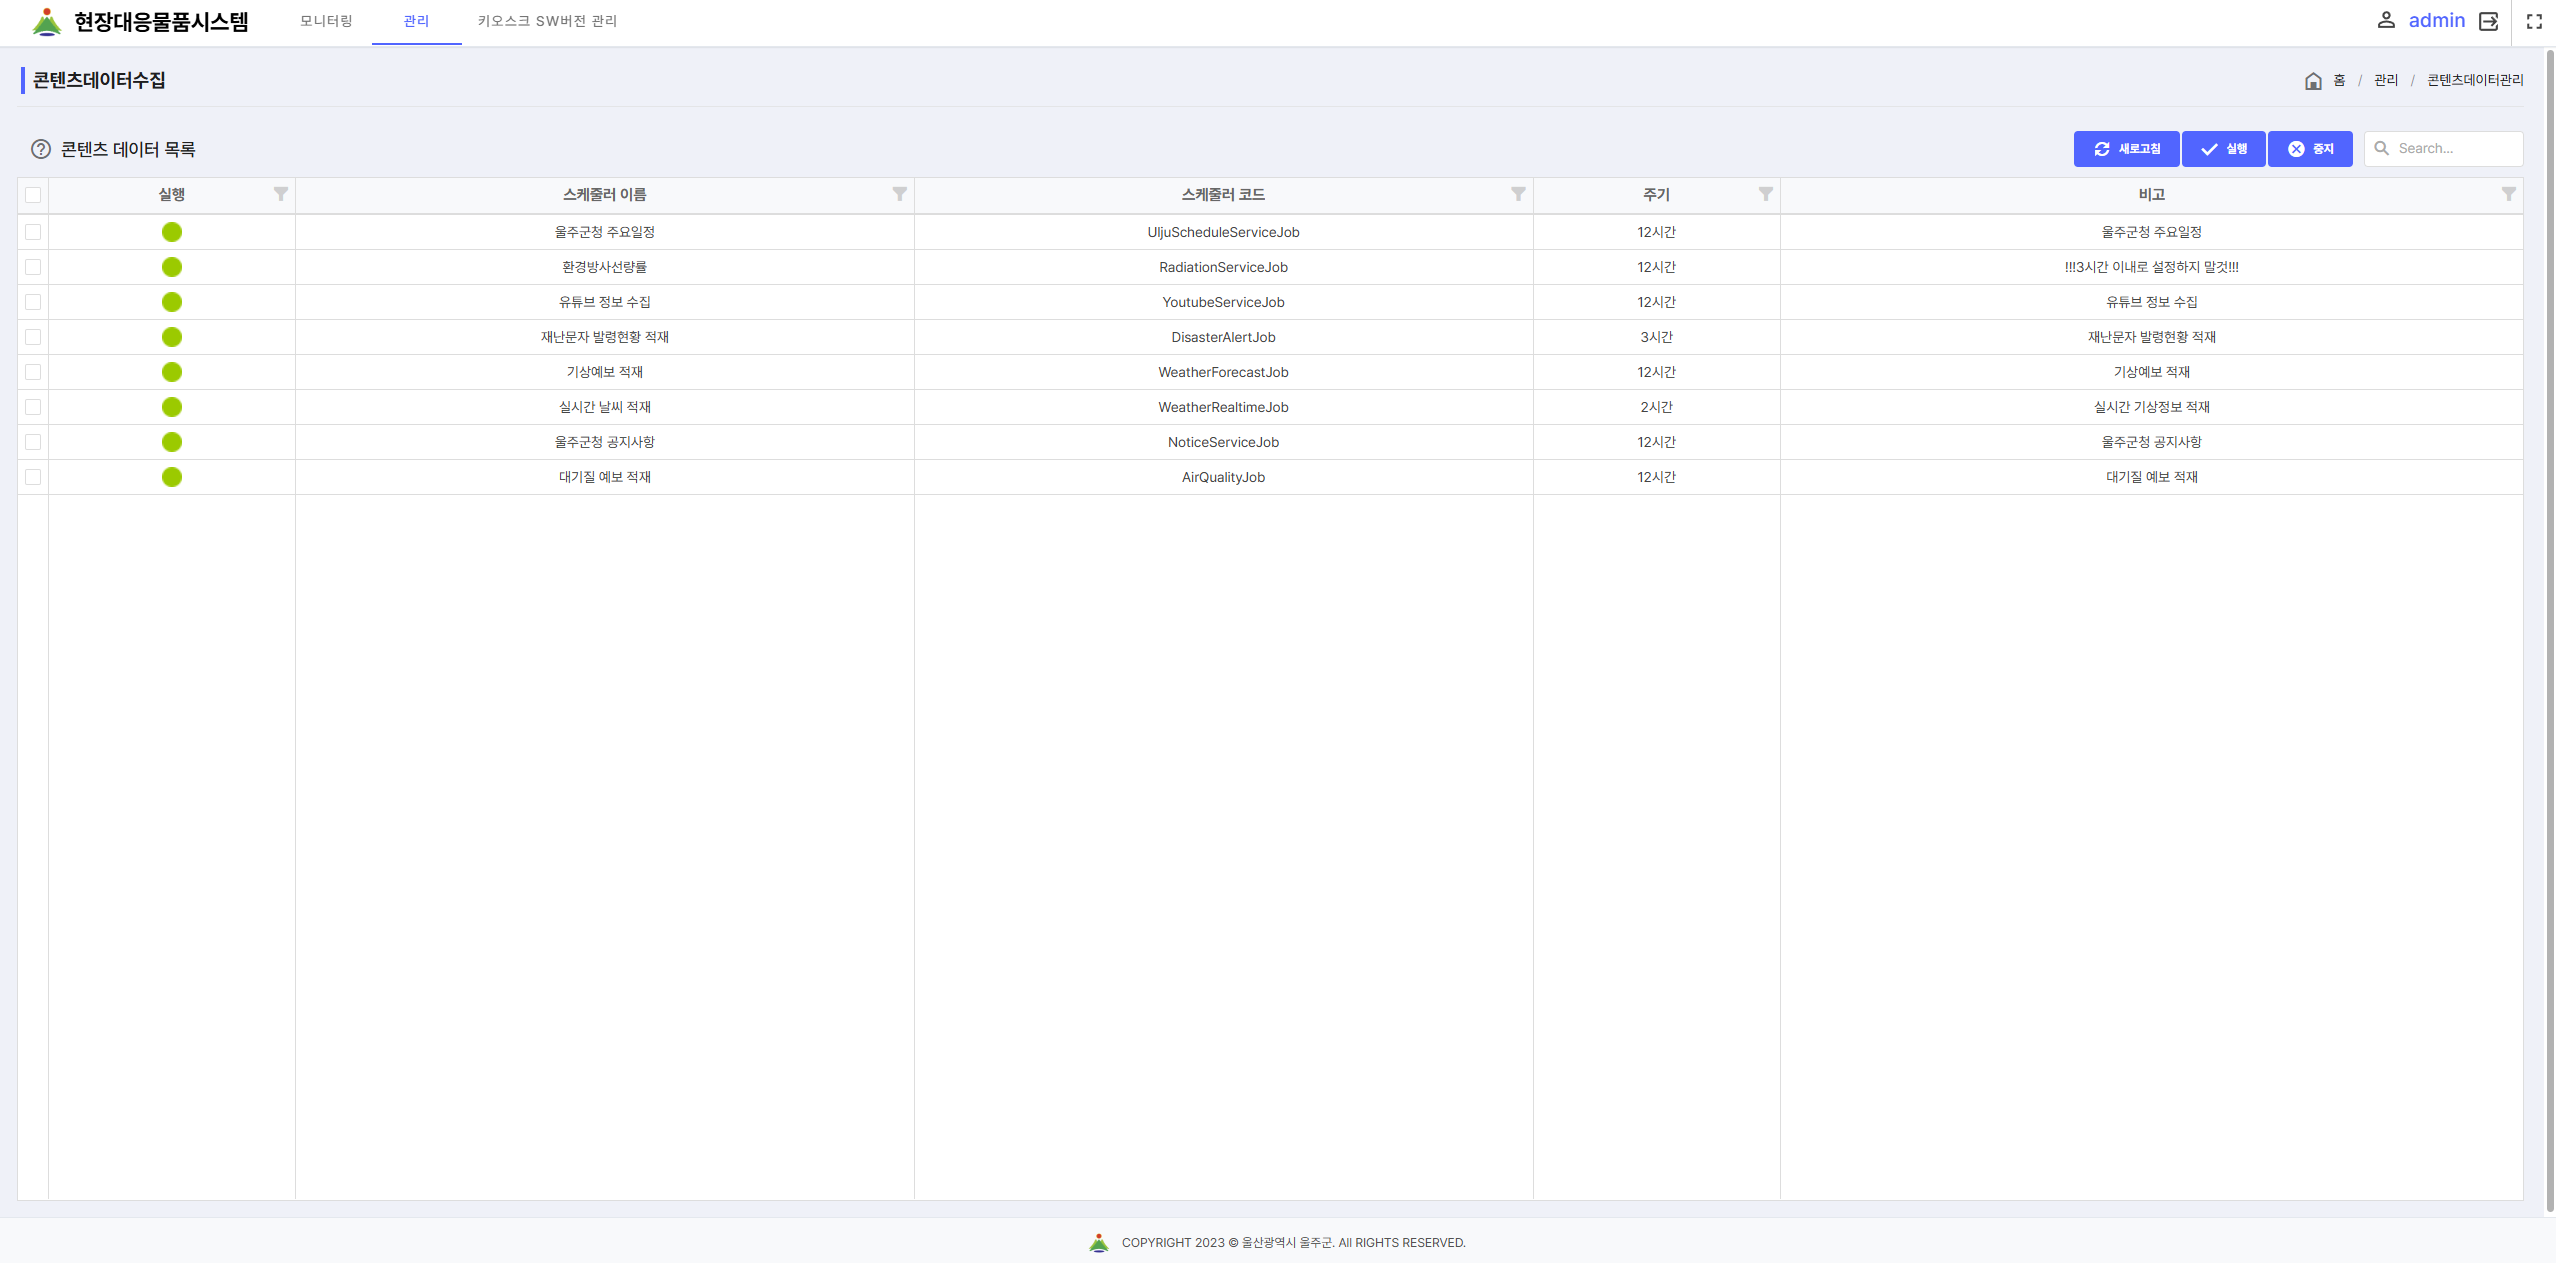 현장대응물품시스템 모니터링 관리 키오스크 SW버전 관리 admin
콘텐츠데이터수집 홈 / 관리 / 콘텐츠데이터관리
콘텐츠 데이터 목록 새로고침 실행 중지 Search...
실행 스케줄러 이름 스케줄러 코드 주기 비고
울주군청 주요일정 UljuScheduleServiceJob 12시간 울주군청 주요일정
환경방사선량률 RadiationServiceJob 12시간 !!!3시간 이내로 설정하지 말것!!!
유튜브 정보 수집 YoutubeServiceJob 12시간 유튜브 정보 수집
재난문자 발령현황 적재 DisasterAlertJob 3시간 재난문자 발령현황 적재
기상예보 적재 WeatherForecastJob 12시간 기상예보 적재
실시간 날씨 적재 WeatherRealtimeJob 2시간 실시간 기상정보 적재
울주군청 공지사항 NoticeServiceJob 12시간 울주군청 공지사항
대기질 예보 적재 AirQualityJob 12시간 대기질 예보 적재
COPYRIGHT 2023 © 울산광역시 울주군. All RIGHTS RESERVED.